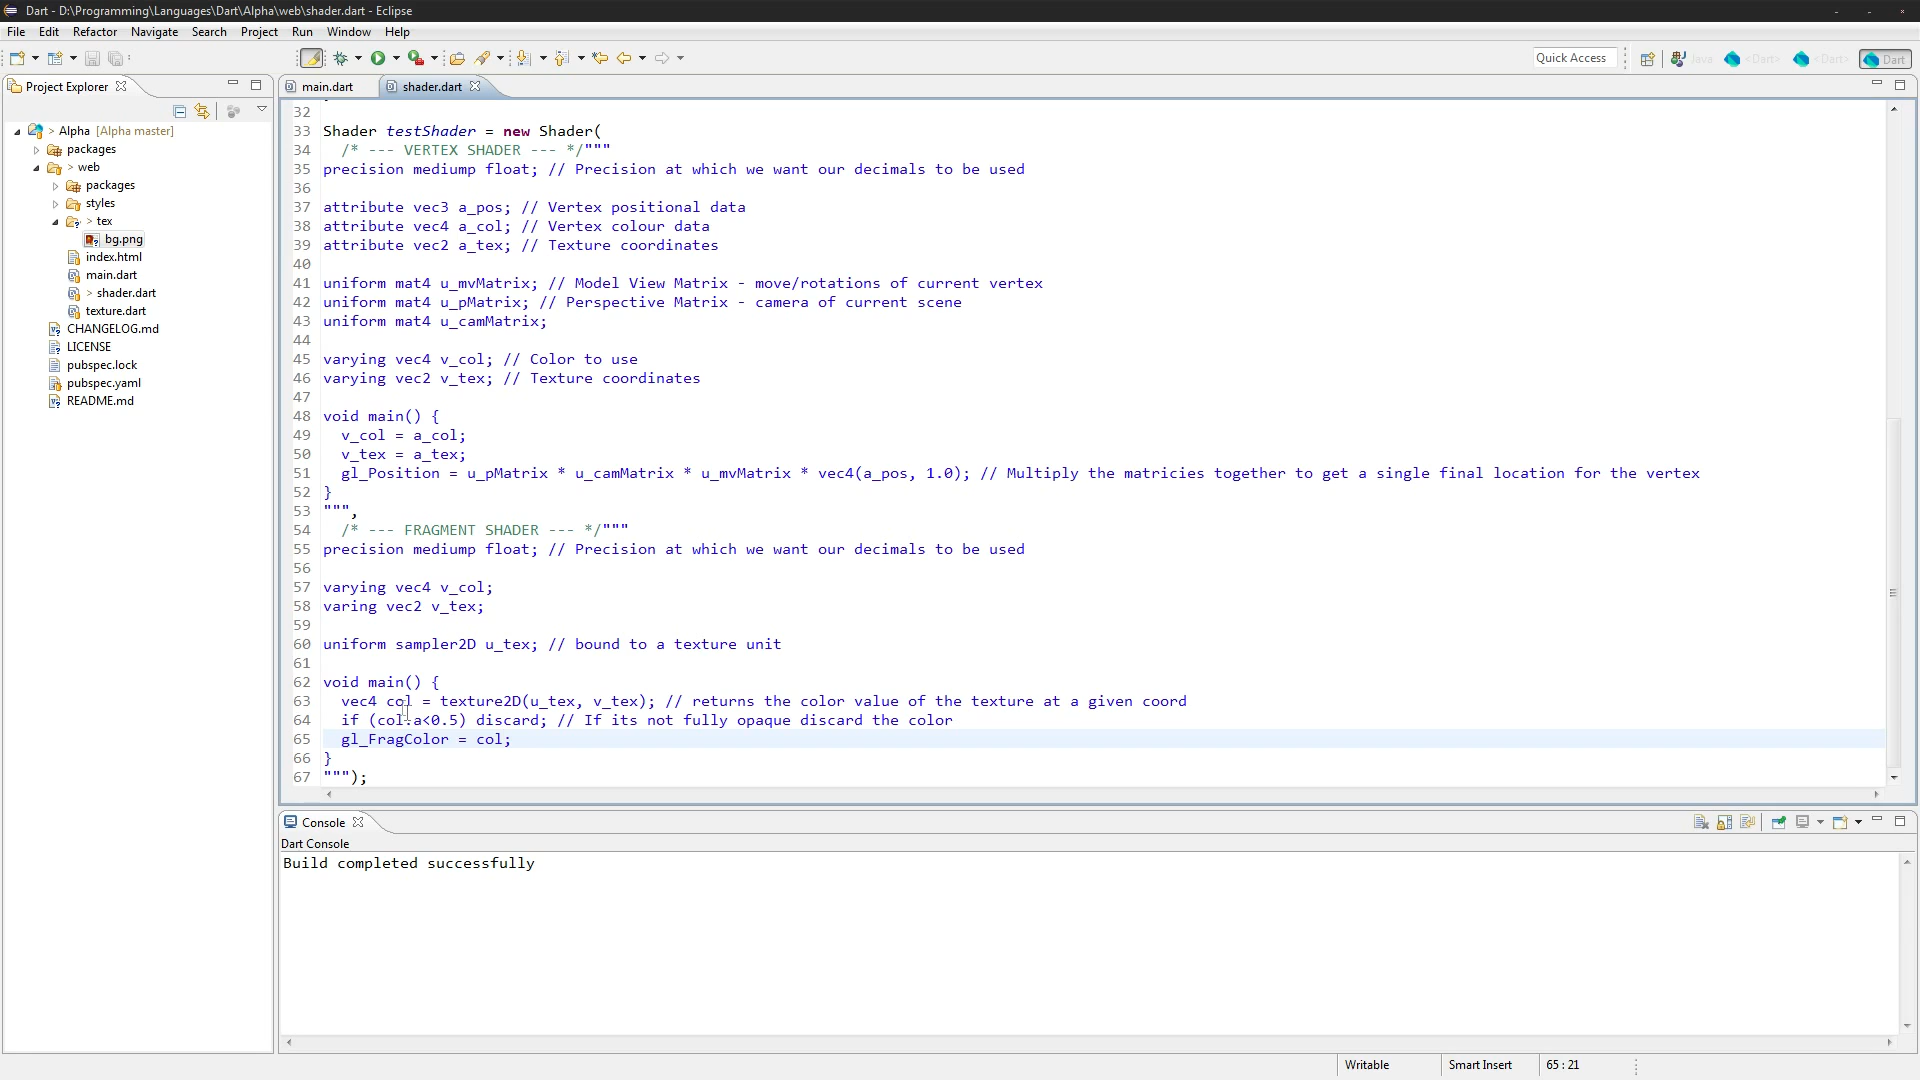 Dart - D:\Programming\Languages\Dart\Alpha\web\shader.dart - Eclipse
File Edit Refactor Navigate Search Project Run Window Help
Quick Access Java <Dart> <Dart> Dart
Project Explorer
> Alpha [Alpha master]
packages
> web
packages
styles
> tex
bg.png
index.html
main.dart
> shader.dart
texture.dart
CHANGELOG.md
LICENSE
pubspec.lock
pubspec.yaml
README.md
main.dart shader.dart
32
33 Shader testShader = new Shader(
34 /* --- VERTEX SHADER --- */"""
35 precision mediump float; // Precision at which we want our decimals to be used
36
37 attribute vec3 a_pos; // Vertex positional data
38 attribute vec4 a_col; // Vertex colour data
39 attribute vec2 a_tex; // Texture coordinates
40
41 uniform mat4 u_mvMatrix; // Model View Matrix - move/rotations of current vertex
42 uniform mat4 u_pMatrix; // Perspective Matrix - camera of current scene
43 uniform mat4 u_camMatrix;
44
45 varying vec4 v_col; // Color to use
46 varying vec2 v_tex; // Texture coordinates
47
48 void main() {
49 v_col = a_col;
50 v_tex = a_tex;
51 gl_Position = u_pMatrix * u_camMatrix * u_mvMatrix * vec4(a_pos, 1.0); // Multiply the matricies together to get a single final location for the vertex
52 }
53 """,
54 /* --- FRAGMENT SHADER --- */"""
55 precision mediump float; // Precision at which we want our decimals to be used
56
57 varying vec4 v_col;
58 varing vec2 v_tex;
59
60 uniform sampler2D u_tex; // bound to a texture unit
61
62 void main() {
63 vec4 col = texture2D(u_tex, v_tex); // returns the color value of the texture at a given coord
64 if (col.a<0.5) discard; // If its not fully opaque discard the color
65 gl_FragColor = col;
66 }
67 """);
Console
Dart Console
Build completed successfully
Writable Smart Insert 65 : 21